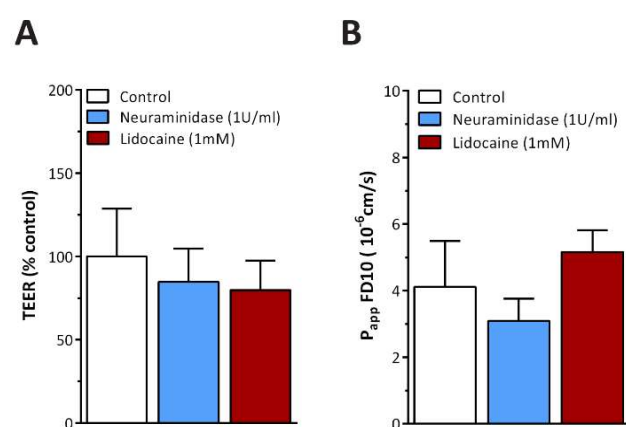 A
TEER (% control)
200
150
100
50
0
Control
Neuraminidase (1U/ml)
Lidocaine (1mM)
B
Papp FD10 ( 10-6cm/s)
10
8
6
4
2
0
Control
Neuraminidase (1U/ml)
Lidocaine (1mM)